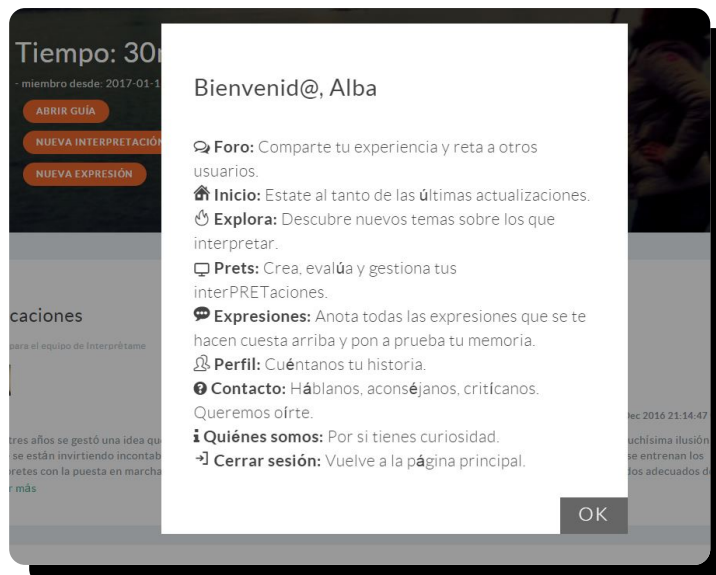 Tiempo: 30
- miembro desde: 2017-01-1
ABRIR GUÍA
NUEVA INTERPRETACIÓN
NUEVA EXPRESIÓN
Bienvenid@, Alba
Foro: Comparte tu experiencia y reta a otros
usuarios.
Inicio: Estate al tanto de las últimas actualizaciones.
Explora: Descubre nuevos temas sobre los que
interpretar.
Prets: Crea, evalúa y gestiona tus
interPRETaciones.
Expresiones: Anota todas las expresiones que se te
hacen cuesta arriba y pon a prueba tu memoria.
Perfil: Cuéntanos tu historia.
Contacto: Háblanos, aconséjanos, critícanos.
Queremos oírte.
Quiénes somos: Por si tienes curiosidad.
Cerrar sesión: Vuelve a la página principal.
OK
caciones
para el equipo de Interprétame
tres años se gestó una idea qu
se están invirtiendo incontab
pretes con la puesta en marcha
r más
Dec 2016 21:14:47
uchísima ilusión
se entrenan los
dos adecuados d